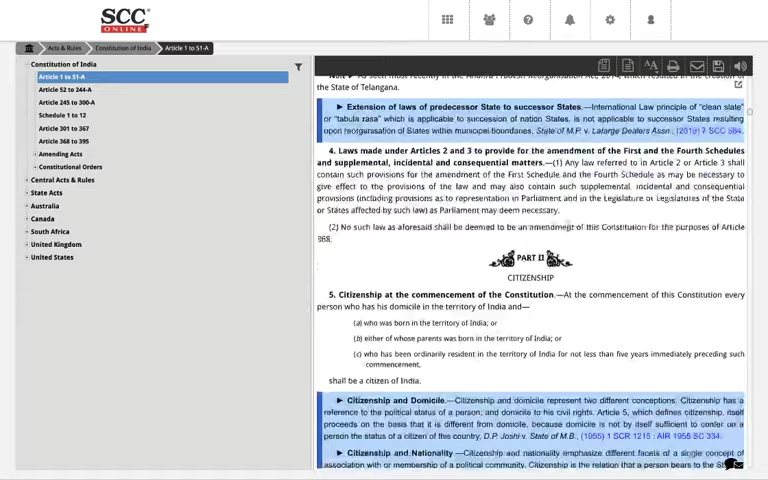 SCC
ONLINE
Acts & Rules
Constitution of India
Article 1 to 51-A
Constitution of India
Article 1 to 51-A
Article 52 to 244-A
Article 245 to 300-A
Schedule 1 to 12
Article 301 to 367
Article 368 to 395
Amending Acts
Constitutional Orders
Central Acts & Rules
State Acts
Australia
Canada
South Africa
United Kingdom
United States
the State of Telangana.
► Extension of laws of predecessor State to successor States.—International Law principle of "clean slate"
or "tabula rasa" which is applicable to succession of nation States, is not applicable to successor States resulting
upon reorganisation of States within municipal boundaries, State of M.P. v. Lafarge Dealers Assn., (2019) 7 SCC 584.
4. Laws made under Articles 2 and 3 to provide for the amendment of the First and the Fourth Schedules
and supplemental, incidental and consequential matters.—(1) Any law referred to in Article 2 or Article 3 shall
contain such provisions for the amendment of the First Schedule and the Fourth Schedule as may be necessary to
give effect to the provisions of the law and may also contain such supplemental, incidental and consequential
provisions (including provisions as to representation in Parliament and in the Legislature or Legislatures of the State
or States affected by such law) as Parliament may deem necessary.
(2) No such law as aforesaid shall be deemed to be an amendment of this Constitution for the purposes of Article
368.
PART II
CITIZENSHIP
5. Citizenship at the commencement of the Constitution.—At the commencement of this Constitution every
person who has his domicile in the territory of India and—
(a) who was born in the territory of India; or
(b) either of whose parents was born in the territory of India; or
(c) who has been ordinarily resident in the territory of India for not less than five years immediately preceding such
commencement,
shall be a citizen of India.
► Citizenship and Domicile.—Citizenship and domicile represent two different conceptions. Citizenship has a
reference to the political status of a person, and domicile to his civil rights. Article 5, which defines citizenship, itself
proceeds on the basis that it is different from domicile, because domicile is not by itself sufficient to confer on a
person the status of a citizen of this country, D.P. Joshi v. State of M.B., (1955) 1 SCR 1215 : AIR 1955 SC 334.
► Citizenship and Nationality.—Citizenship and nationality emphasize different facets of a single concept of
association with or membership of a political community. Citizenship is the relation that a person bears to the